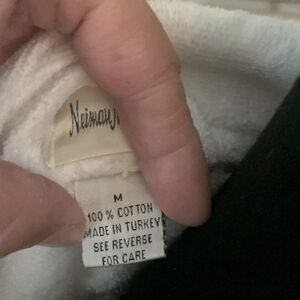 Neiman
M
100 % COTTON
MADE IN TURKEY
SEE REVERSE
FOR CARE